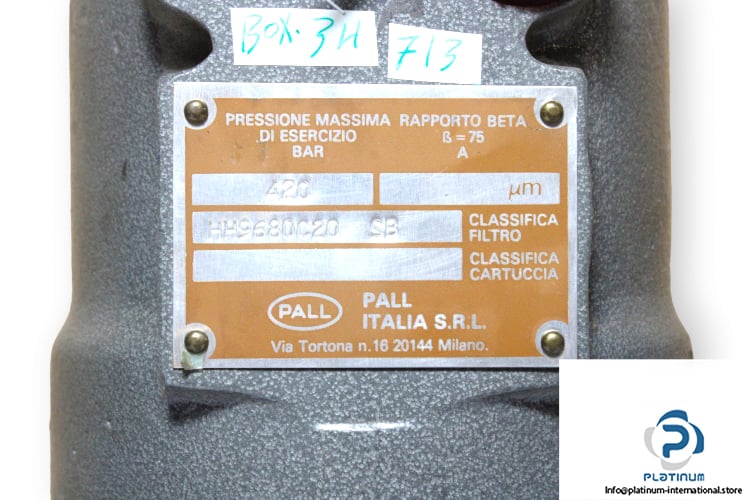 BOX.3H
713
PRESSIONE MASSIMA RAPPORTO BETA
DI ESERCIZIO ß = 75
BAR A
420 µm
HH9680C20 SB CLASSIFICA
FILTRO
CLASSIFICA
CARTUCCIA
PALL PALL
ITALIA S.R.L.
Via Tortona n.16 20144 Milano.
PLATINUM
Info@platinum-international.store